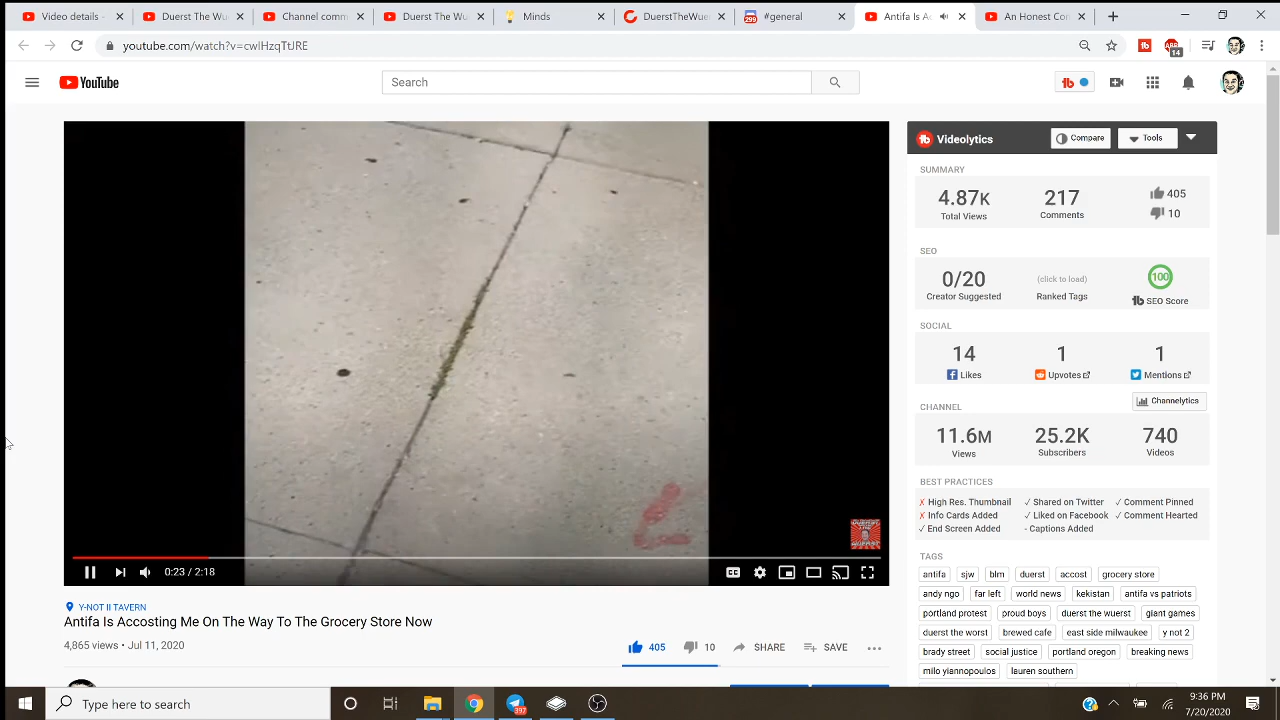 Video details -
Duerst The Wu
Channel comm
Duerst The Wu
Minds
DuerstTheWue
#general
Antifa Is Ac
An Honest Con
youtube.com/watch?v=cwlHzqTtJRE
14
YouTube
Search
Videolytics
Compare
Tools
SUMMARY
4.87K
217
405
Total Views
Comments
10
SEO
0/20
(click to load)
100
Creator Suggested
Ranked Tags
SEO Score
SOCIAL
14
1
1
Likes
Upvotes
Mentions
CHANNEL
Channelytics
11.6M
25.2K
740
Views
Subscribers
Videos
BEST PRACTICES
✗ High Res. Thumbnail
✓ Shared on Twitter
✓ Comment Pinned
✗ Info Cards Added
✓ Liked on Facebook
✓ Comment Hearted
✓ End Screen Added
- Captions Added
TAGS
antifa sjw blm duerst accost grocery store
andy ngo far left world news kekistan antifa vs patriots
portland protest proud boys duerst the wuerst giant games
duerst the worst brewed cafe east side milwaukee y not 2
brady street social justice portland oregon breaking news
milo yiannopoulos lauren southern
0:23 / 2:18
Y-NOT II TAVERN
Antifa Is Accosting Me On The Way To The Grocery Store Now
4,865 views • Jul 11, 2020
405
10
SHARE
SAVE
Type here to search
397
9:36 PM
7/20/2020